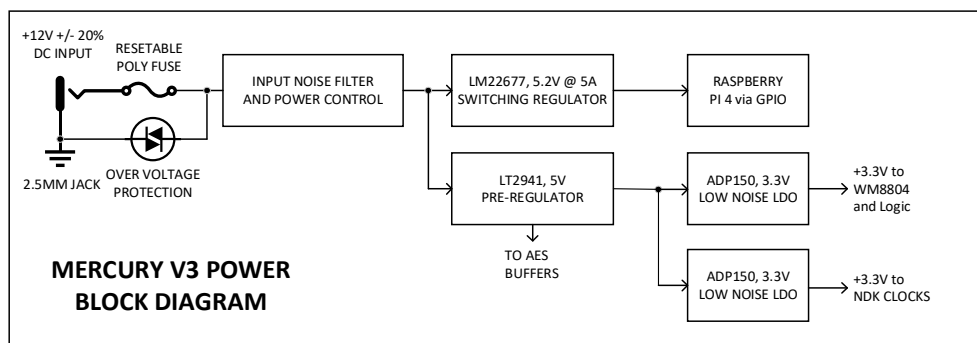 +12V +/- 20%
DC INPUT
RESETABLE
POLY FUSE
2.5MM JACK
OVER VOLTAGE
PROTECTION
INPUT NOISE FILTER
AND POWER CONTROL
LM22677, 5.2V @ 5A
SWITCHING REGULATOR
RASPBERRY
PI 4 via GPIO
LT2941, 5V
PRE-REGULATOR
TO AES
BUFFERS
ADP150, 3.3V
LOW NOISE LDO
+3.3V to
WM8804
and Logic
ADP150, 3.3V
LOW NOISE LDO
+3.3V to
NDK CLOCKS
MERCURY V3 POWER
BLOCK DIAGRAM